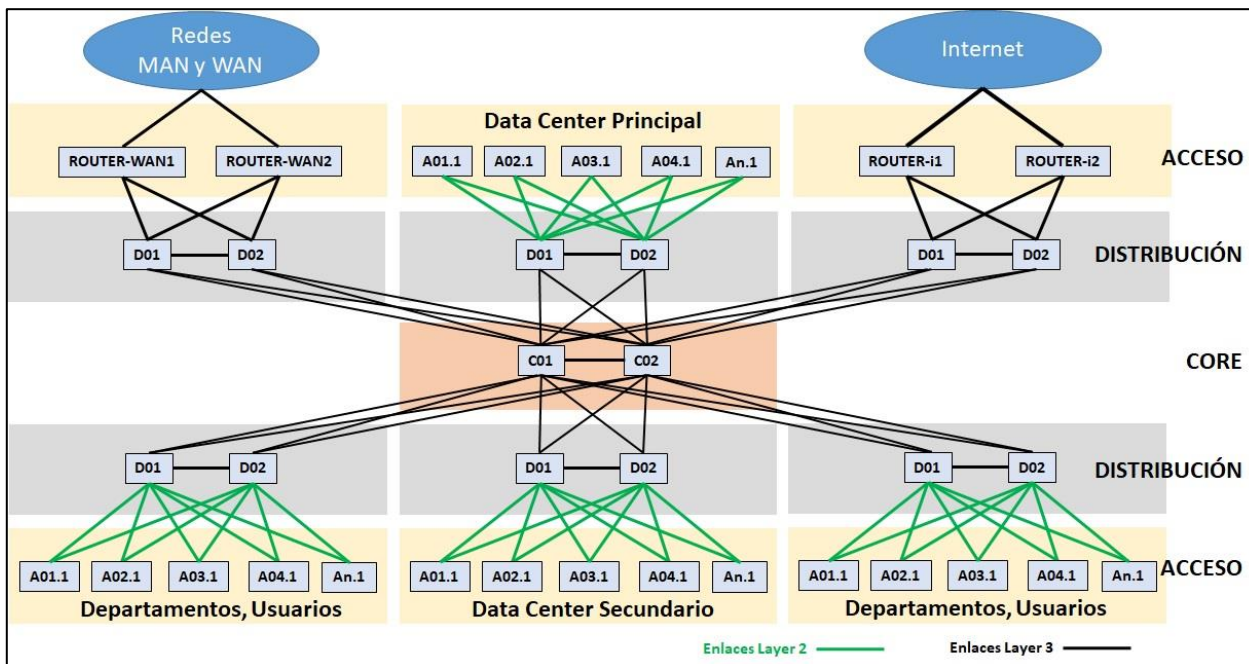 Redes
MAN y WAN
Internet
Data Center Principal
ROUTER-WAN1
ROUTER-WAN2
A01.1
A02.1
A03.1
A04.1
An.1
ROUTER-i1
ROUTER-i2
ACCESO
D01
D02
D01
D02
D01
D02
DISTRIBUCIÓN
C01
C02
CORE
D01
D02
D01
D02
D01
D02
DISTRIBUCIÓN
A01.1
A02.1
A03.1
A04.1
An.1
A01.1
A02.1
A03.1
A04.1
An.1
A01.1
A02.1
A03.1
A04.1
An.1
ACCESO
Departamentos, Usuarios
Data Center Secundario
Departamentos, Usuarios
Enlaces Layer 2
Enlaces Layer 3